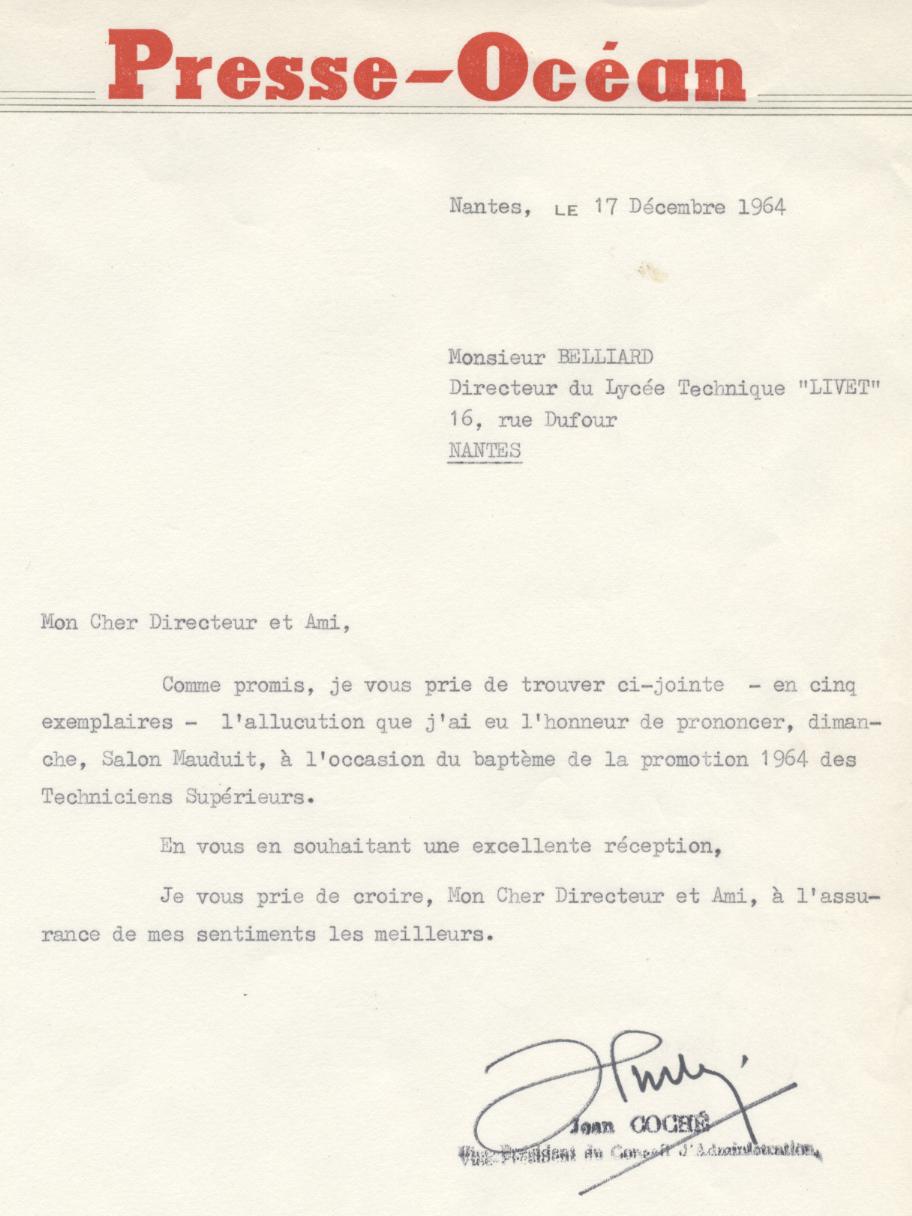 Presse-Océan
Nantes, LE 17 Décembre 1964
Monsieur BELLIARD
Directeur du Lycée Technique "LIVET"
16, rue Dufour
NANTES
Mon Cher Directeur et Ami,
Comme promis, je vous prie de trouver ci-jointe - en cinq
exemplaires - l'allucution que j'ai eu l'honneur de prononcer, diman-
che, Salon Mauduit, à l'occasion du baptème de la promotion 1964 des
Techniciens Supérieurs.
En vous en souhaitant une excellente réception,
Je vous prie de croire, Mon Cher Directeur et Ami, à l'assu-
rance de mes sentiments les meilleurs.
Jean COCHÉ
Vice-Président du Conseil d'Administration,